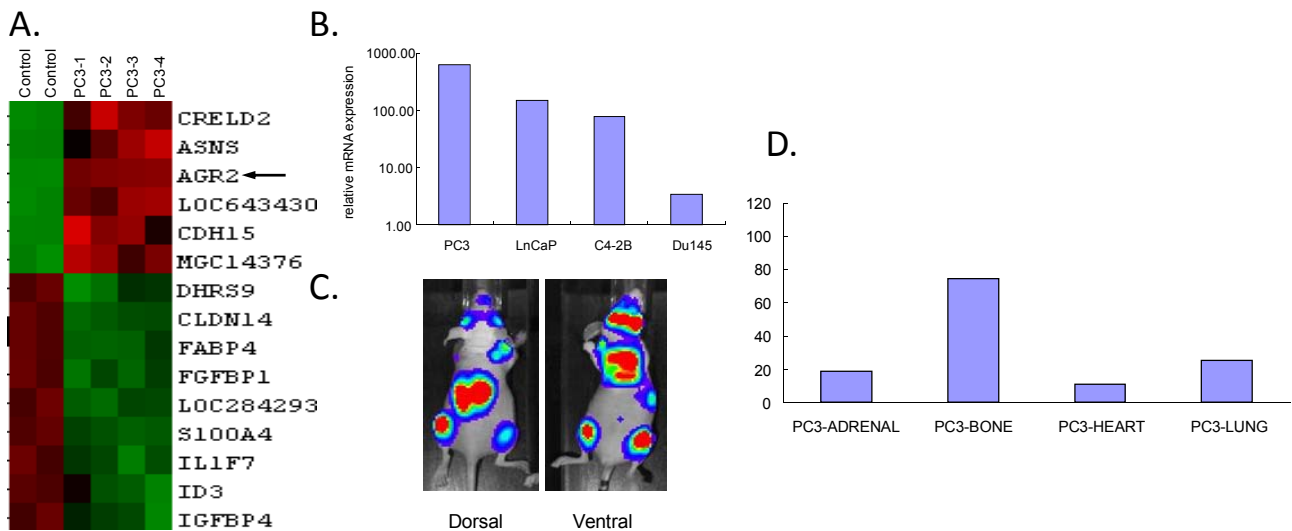 A.
Control
Control
PC3-1
PC3-2
PC3-3
PC3-4
CRELD2
ASNS
AGR2
LOC643430
CDH15
MGC14376
DHRS9
CLDN14
FABP4
FGFBP1
LOC284293
S100A4
IL1F7
ID3
IGFBP4
B.
relative mRNA expression
1000.00
100.00
10.00
1.00
PC3 LnCaP C4-2B Du145
C.
Dorsal Ventral
D.
120
100
80
60
40
20
0
PC3-ADRENAL PC3-BONE PC3-HEART PC3-LUNG